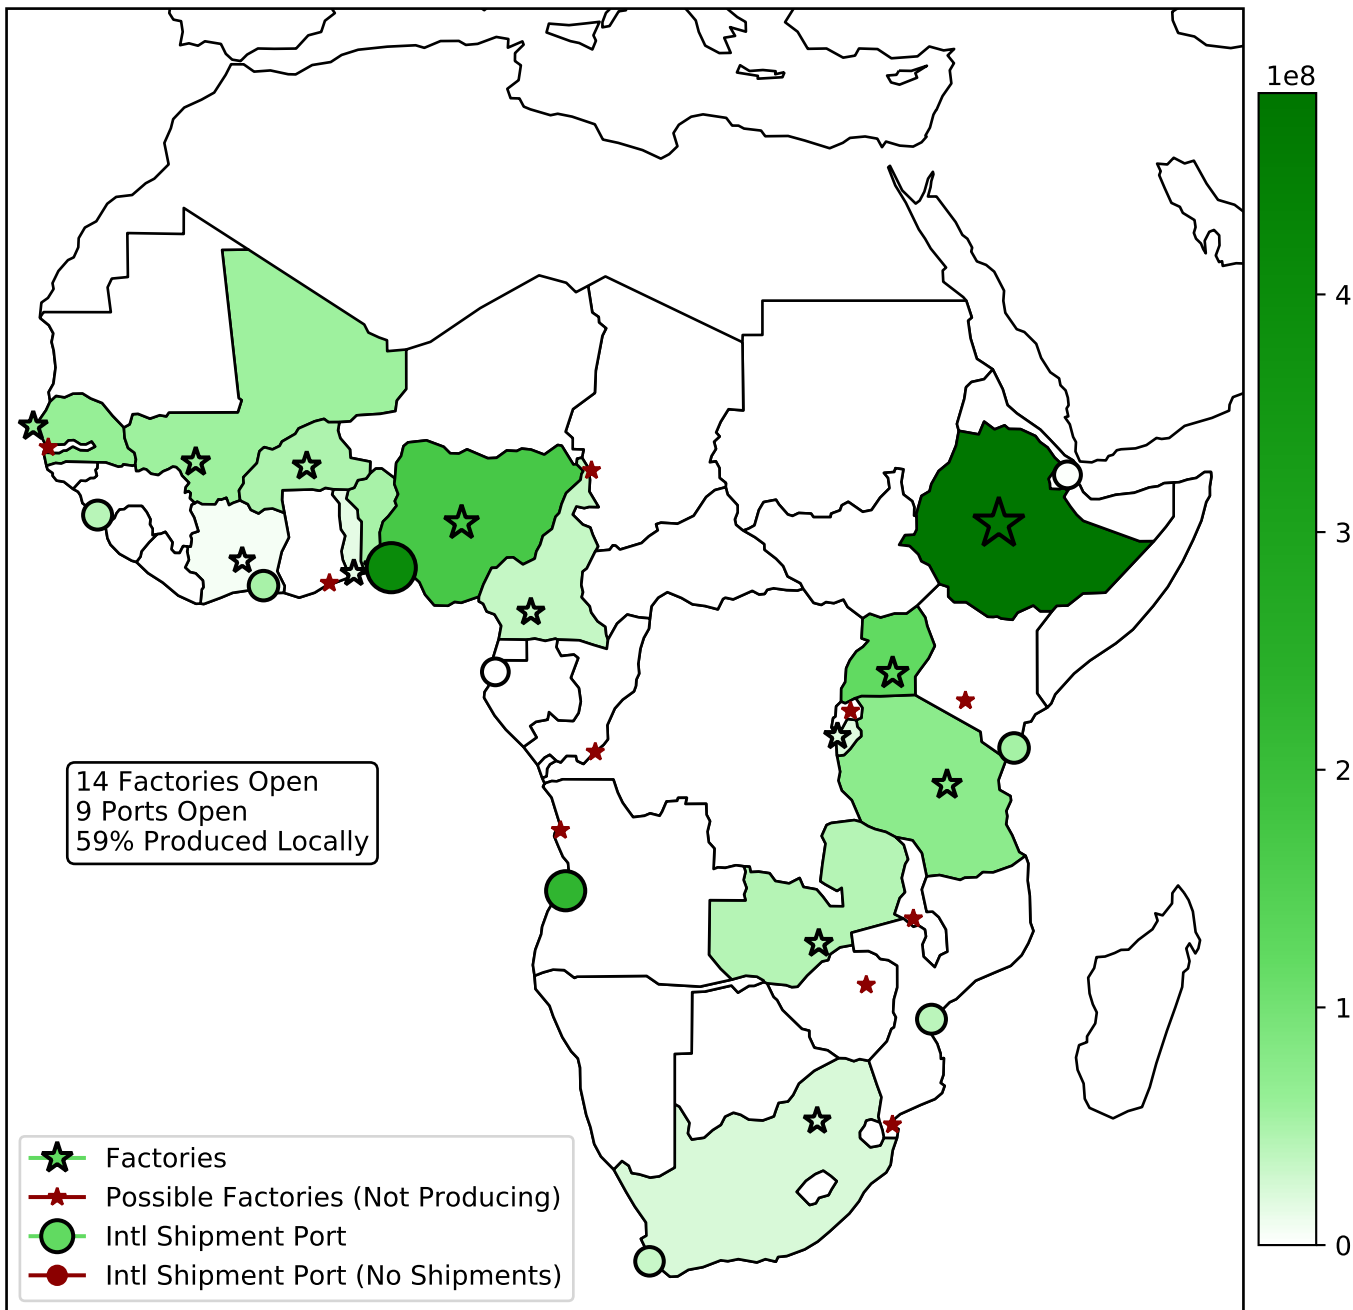 1e8
4
3
2
1
0
14 Factories Open
9 Ports Open
59% Produced Locally
Factories
Possible Factories (Not Producing)
Intl Shipment Port
Intl Shipment Port (No Shipments)